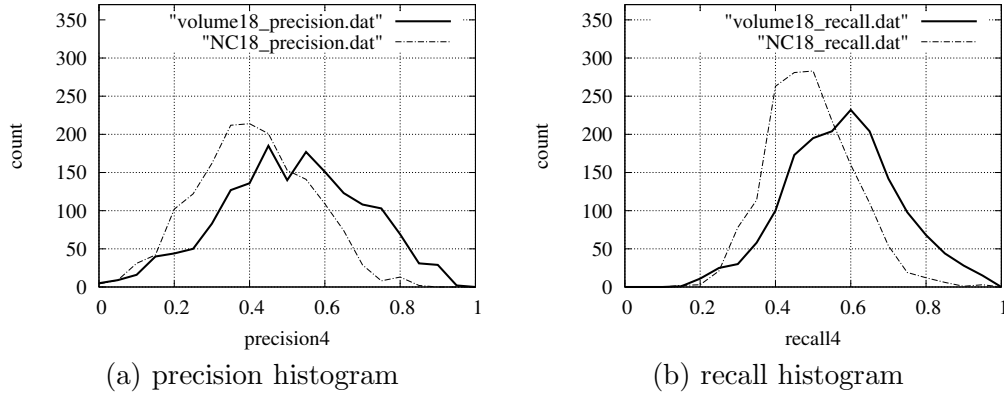 350
300
250
200
150
100
50
0
count
0 0.2 0.4 0.6 0.8 1
precision4
"volume18_precision.dat"
"NC18_precision.dat"
(a) precision histogram
350
300
250
200
150
100
50
0
count
0 0.2 0.4 0.6 0.8 1
recall4
"volume18_recall.dat"
"NC18_recall.dat"
(b) recall histogram